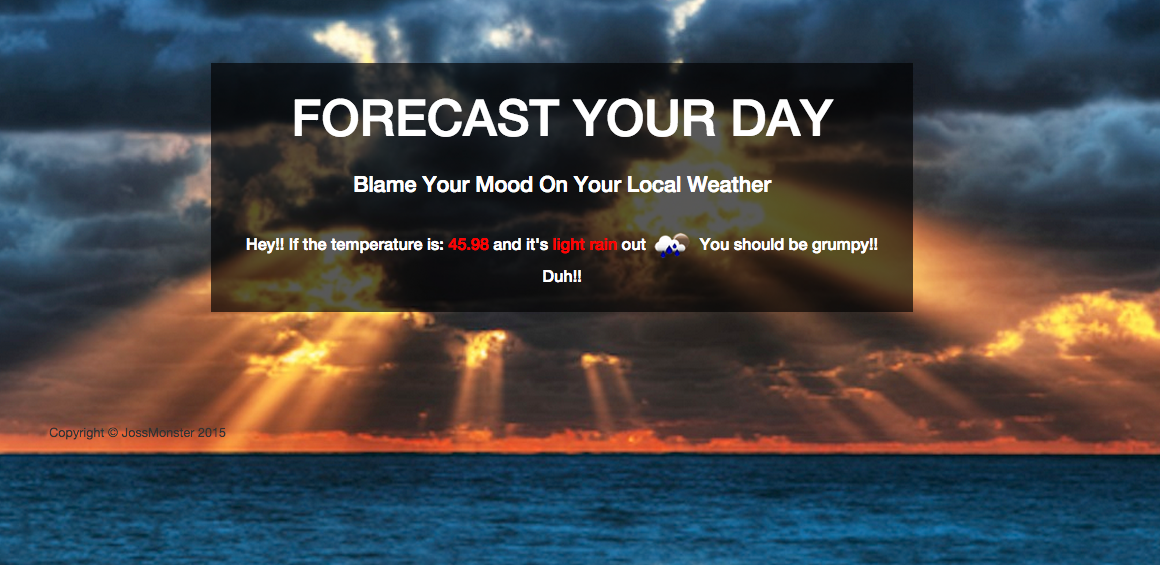 FORECAST YOUR DAY
Blame Your Mood On Your Local Weather
Hey!! If the temperature is: 45.98 and it's light rain out You should be grumpy!!
Duh!!
Copyright © JossMonster 2015